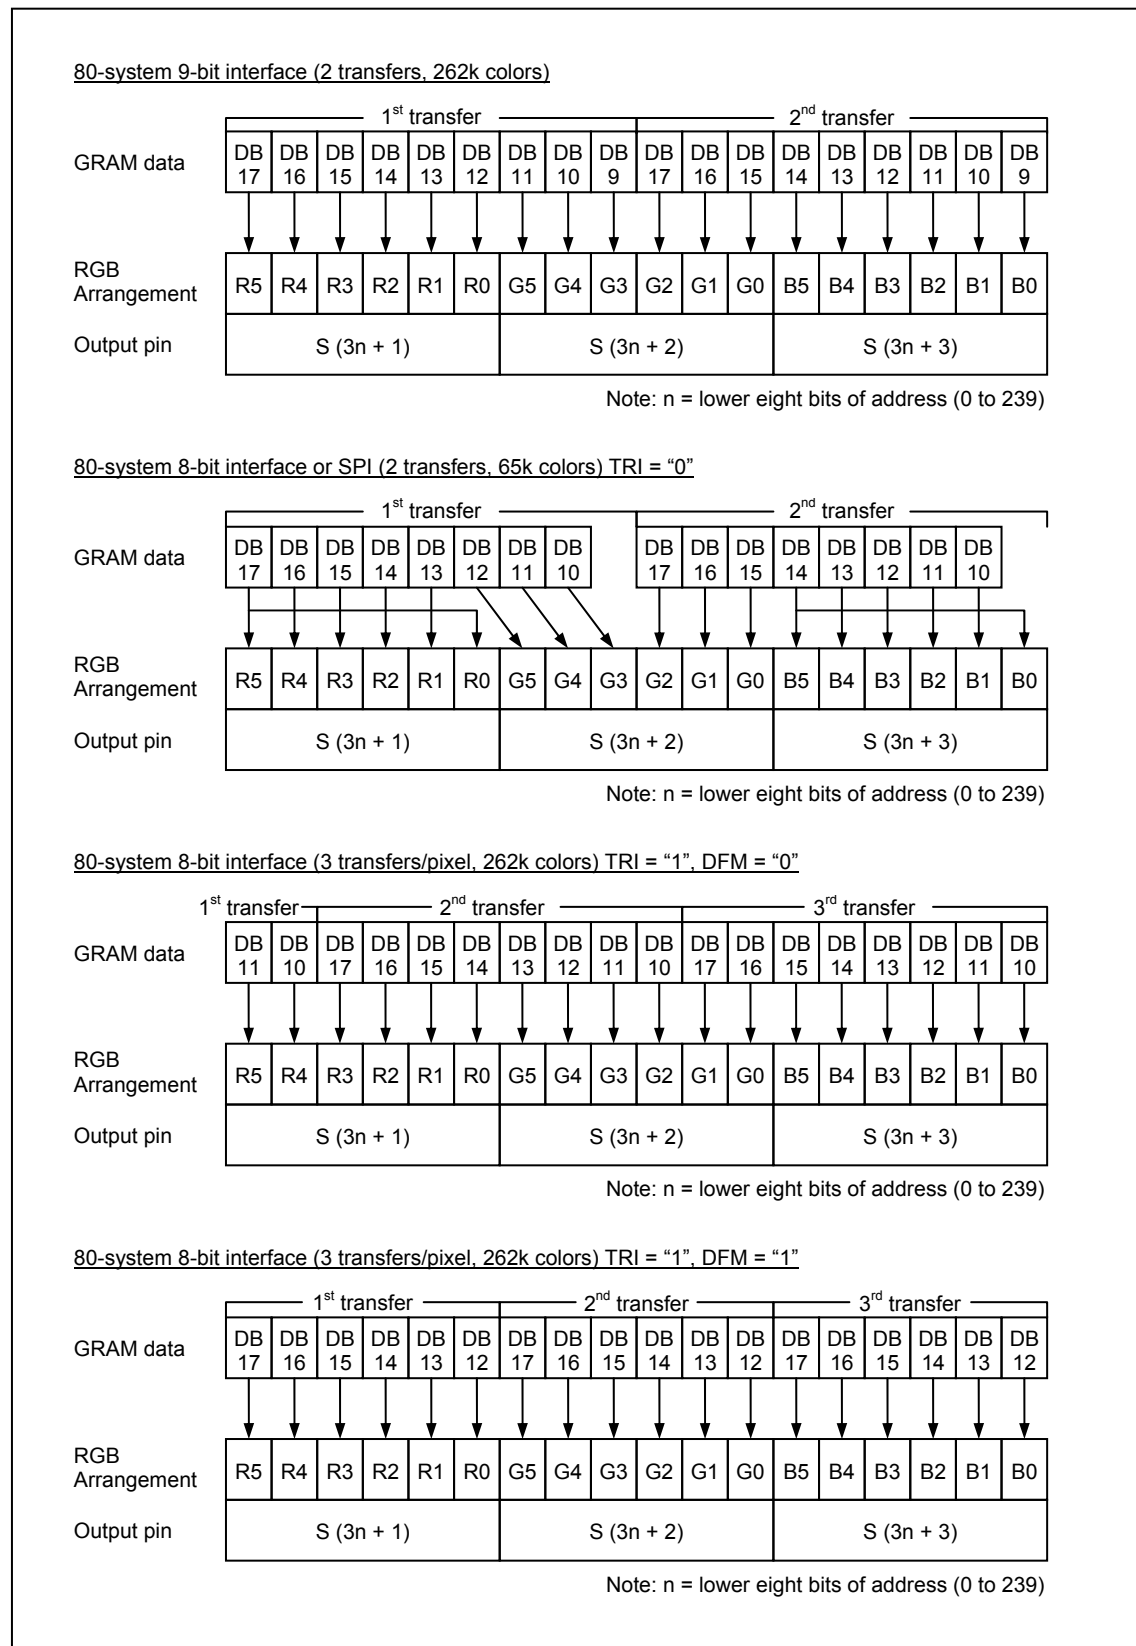 80-system 9-bit interface (2 transfers, 262k colors)
1st transfer 2nd transfer
GRAM data DB 17 DB 16 DB 15 DB 14 DB 13 DB 12 DB 11 DB 10 DB 9 DB 17 DB 16 DB 15 DB 14 DB 13 DB 12 DB 11 DB 10 DB 9
RGB Arrangement R5 R4 R3 R2 R1 R0 G5 G4 G3 G2 G1 G0 B5 B4 B3 B2 B1 B0
Output pin S (3n + 1) S (3n + 2) S (3n + 3)
Note: n = lower eight bits of address (0 to 239)
80-system 8-bit interface or SPI (2 transfers, 65k colors) TRI = “0”
1st transfer 2nd transfer
GRAM data DB 17 DB 16 DB 15 DB 14 DB 13 DB 12 DB 11 DB 10 DB 17 DB 16 DB 15 DB 14 DB 13 DB 12 DB 11 DB 10
RGB Arrangement R5 R4 R3 R2 R1 R0 G5 G4 G3 G2 G1 G0 B5 B4 B3 B2 B1 B0
Output pin S (3n + 1) S (3n + 2) S (3n + 3)
Note: n = lower eight bits of address (0 to 239)
80-system 8-bit interface (3 transfers/pixel, 262k colors) TRI = “1”, DFM = “0”
1st transfer 2nd transfer 3rd transfer
GRAM data DB 11 DB 10 DB 17 DB 16 DB 15 DB 14 DB 13 DB 12 DB 11 DB 10 DB 17 DB 16 DB 15 DB 14 DB 13 DB 12 DB 11 DB 10
RGB Arrangement R5 R4 R3 R2 R1 R0 G5 G4 G3 G2 G1 G0 B5 B4 B3 B2 B1 B0
Output pin S (3n + 1) S (3n + 2) S (3n + 3)
Note: n = lower eight bits of address (0 to 239)
80-system 8-bit interface (3 transfers/pixel, 262k colors) TRI = “1”, DFM = “1”
1st transfer 2nd transfer 3rd transfer
GRAM data DB 17 DB 16 DB 15 DB 14 DB 13 DB 12 DB 17 DB 16 DB 15 DB 14 DB 13 DB 12 DB 17 DB 16 DB 15 DB 14 DB 13 DB 12
RGB Arrangement R5 R4 R3 R2 R1 R0 G5 G4 G3 G2 G1 G0 B5 B4 B3 B2 B1 B0
Output pin S (3n + 1) S (3n + 2) S (3n + 3)
Note: n = lower eight bits of address (0 to 239)